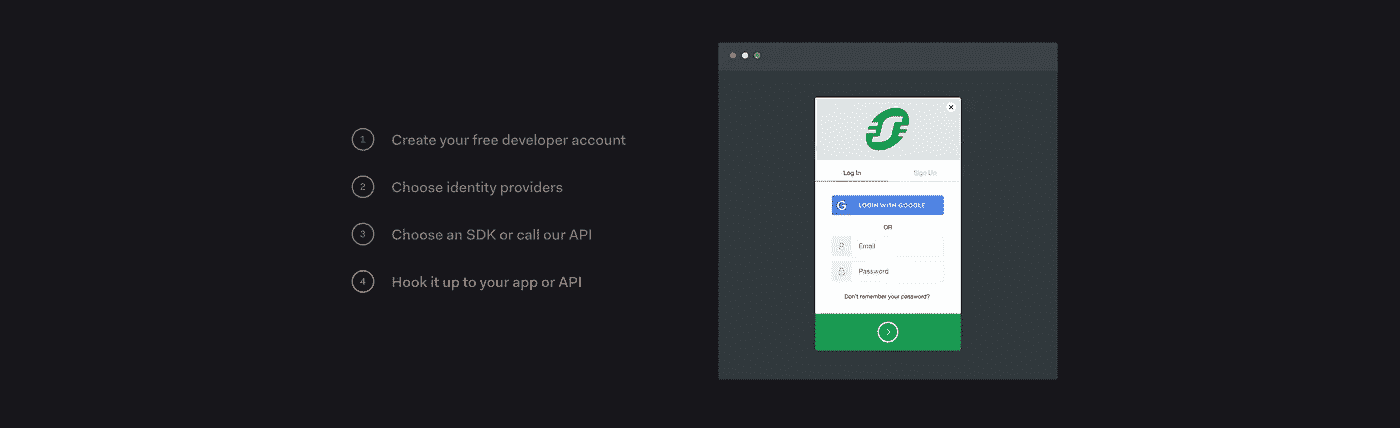 1 Create your free developer account
2 Choose identity providers
3 Choose an SDK or call our API
4 Hook it up to your app or API
Log In Sign Up
G LOGIN WITH GOOGLE
OR
Email
Password
Don't remember your password?